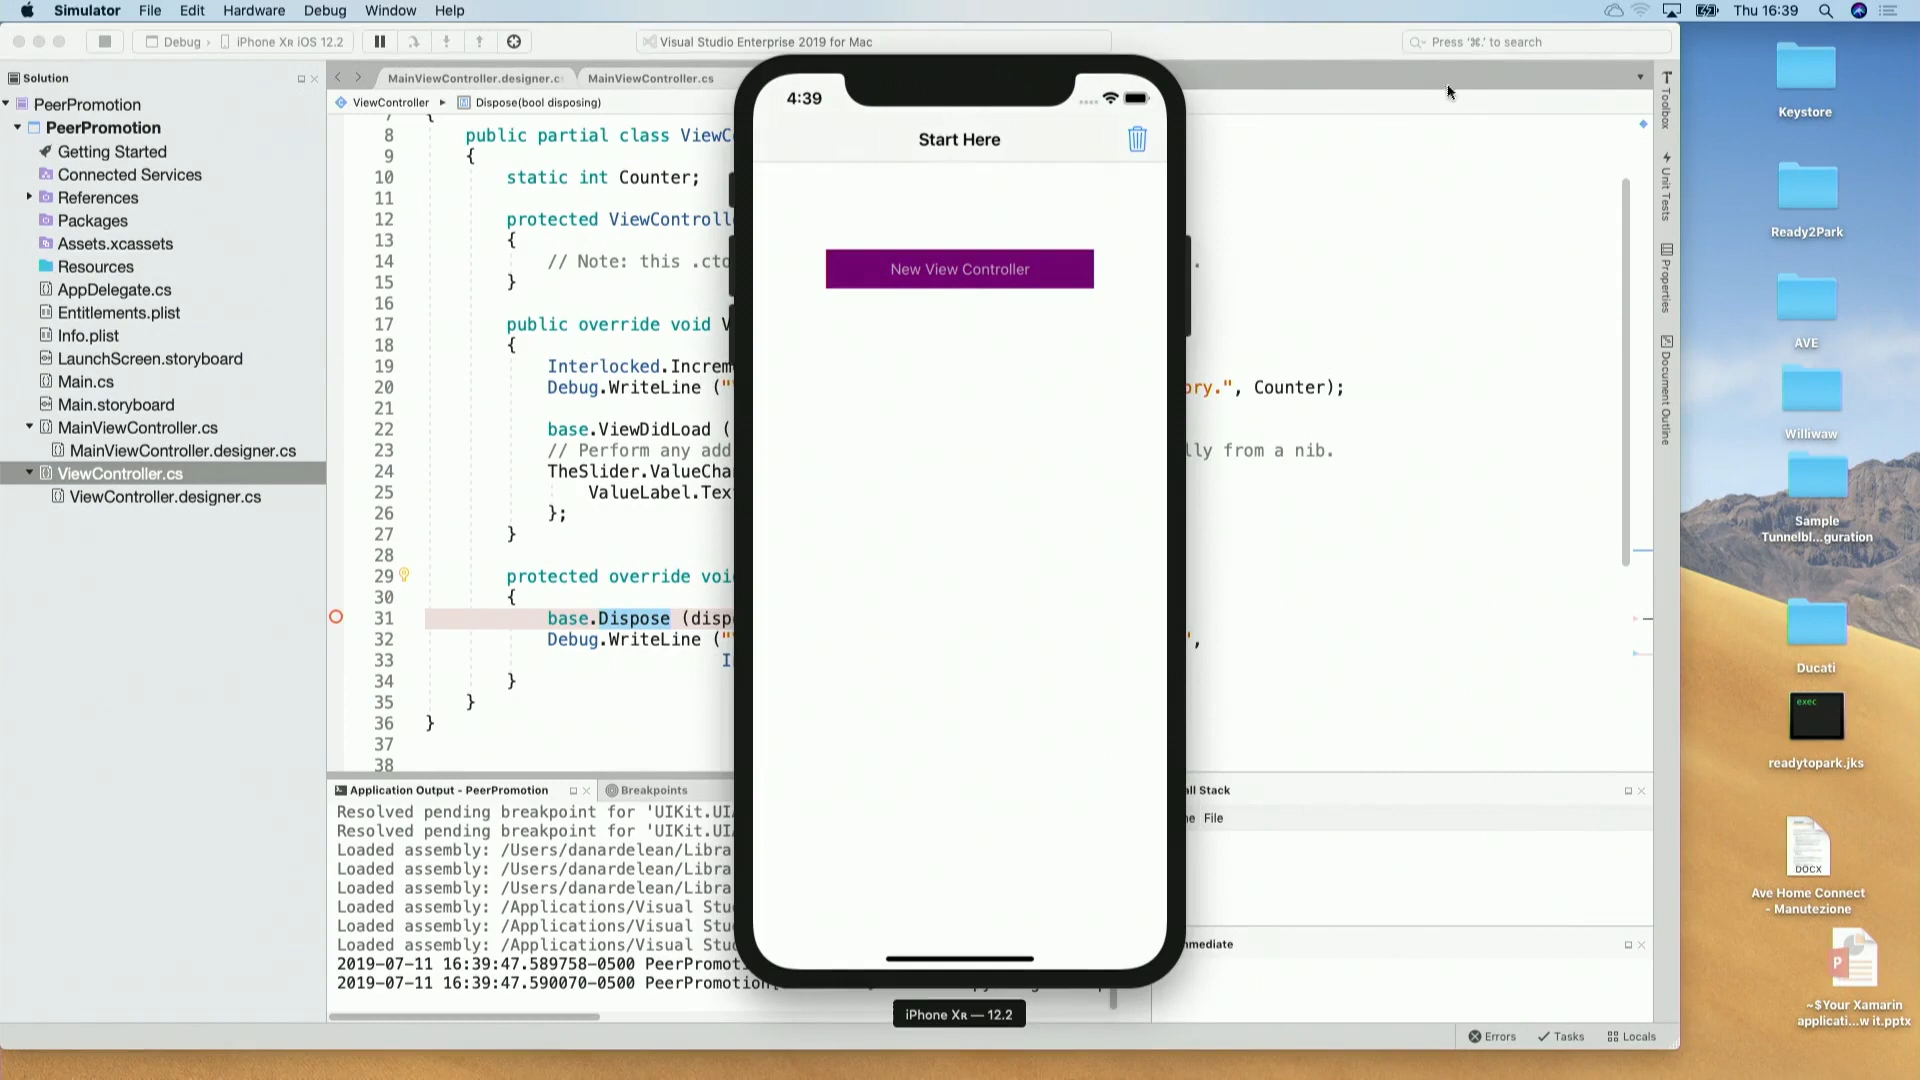 Simulator File Edit Hardware Debug Window Help
Thu 16:39
Debug › iPhone XR iOS 12.2
Visual Studio Enterprise 2019 for Mac
Press '⌘.' to search
Solution
PeerPromotion
PeerPromotion
Getting Started
Connected Services
References
Packages
Assets.xcassets
Resources
AppDelegate.cs
Entitlements.plist
Info.plist
LaunchScreen.storyboard
Main.cs
Main.storyboard
MainViewController.cs
MainViewController.designer.cs
ViewController.cs
ViewController.designer.cs
MainViewController.designer.c
MainViewController.cs
ViewController ▸ Dispose(bool disposing)
7 {
8 public partial class ViewC
9 {
10 static int Counter;
11
12 protected ViewControll
13 {
14 // Note: this .cto .
15 }
16
17 public override void V
18 {
19 Interlocked.Increm
20 Debug.WriteLine (" ory.", Counter);
21
22 base.ViewDidLoad (
23 // Perform any add lly from a nib.
24 TheSlider.ValueCha
25 ValueLabel.Tex
26 };
27 }
28
29 protected override voi
30 {
31 base.Dispose (disp
32 Debug.WriteLine (" ",
33 I
34 }
35 }
36 }
37
38
4:39
Start Here
New View Controller
iPhone XR — 12.2
Application Output - PeerPromotion
Breakpoints
Resolved pending breakpoint for 'UIKit.UI
Resolved pending breakpoint for 'UIKit.UI
Loaded assembly: /Users/danardelean/Libra
Loaded assembly: /Users/danardelean/Libra
Loaded assembly: /Users/danardelean/Libra
Loaded assembly: /Applications/Visual Stu
Loaded assembly: /Applications/Visual Stu
Loaded assembly: /Applications/Visual Stu
2019-07-11 16:39:47.589758-0500 PeerPromot
2019-07-11 16:39:47.590070-0500 PeerPromotion
all Stack
ne File
mmediate
Errors Tasks Locals
Toolbox
Unit Tests
Properties
Document Outline
Keystore
Ready2Park
AVE
Williwaw
Sample
Tunnelbl...guration
Ducati
exec
readytopark.jks
DOCX
Ave Home Connect
- Manutezione
P
~$Your Xamarin
applicati...w it.pptx